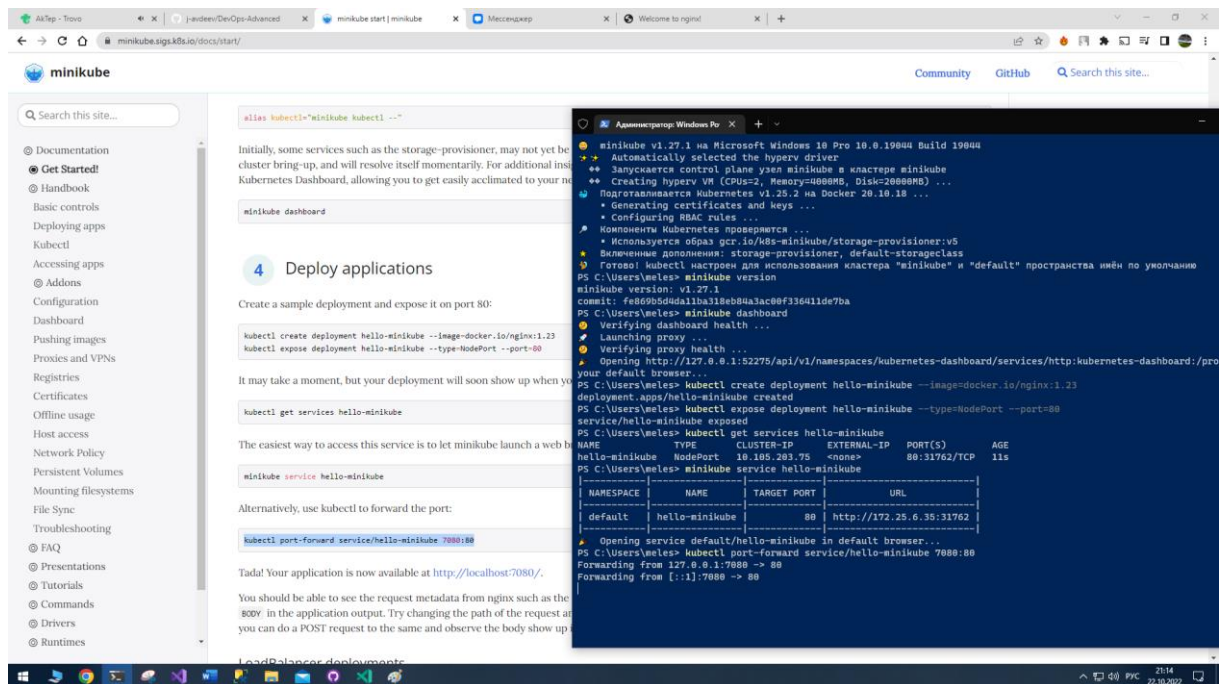 AkTep - Trovo
j-avdeev/DevOps-Advanced
minikube start | minikube
Мессенджер
Welcome to nginx!
minikube.sigs.k8s.io/docs/start/
minikube
Community
GitHub
Search this site...
Search this site...
Documentation
Get Started!
Handbook
Basic controls
Deploying apps
Kubectl
Accessing apps
Addons
Configuration
Dashboard
Pushing images
Proxies and VPNs
Registries
Certificates
Offline usage
Host access
Network Policy
Persistent Volumes
Mounting filesystems
File Sync
Troubleshooting
FAQ
Presentations
Tutorials
Commands
Drivers
Runtimes
alias kubectl="minikube kubectl --"
Initially, some services such as the storage-provisioner, may not yet be
cluster bring-up, and will resolve itself momentarily. For additional insi
Kubernetes Dashboard, allowing you to get easily acclimated to your ne
minikube dashboard
4 Deploy applications
Create a sample deployment and expose it on port 80:
kubectl create deployment hello-minikube --image=docker.io/nginx:1.23
kubectl expose deployment hello-minikube --type=NodePort --port=80
It may take a moment, but your deployment will soon show up when yo
kubectl get services hello-minikube
The easiest way to access this service is to let minikube launch a web b
minikube service hello-minikube
Alternatively, use kubectl to forward the port:
kubectl port-forward service/hello-minikube 7080:80
Tada! Your application is now available at http://localhost:7080/.
You should be able to see the request metadata from nginx such as the
BODY in the application output. Try changing the path of the request an
you can do a POST request to the same and observe the body show up i
LoadBalancer deployments
Администратор: Windows Po
minikube v1.27.1 на Microsoft Windows 10 Pro 10.0.19044 Build 19044
Automatically selected the hyperv driver
Запускается control plane узел minikube в кластере minikube
Creating hyperv VM (CPUs=2, Memory=4000MB, Disk=20000MB) ...
Подготавливается Kubernetes v1.25.2 на Docker 20.10.18 ...
• Generating certificates and keys ...
• Configuring RBAC rules ...
Компоненты Kubernetes проверяются ...
• Используется образ gcr.io/k8s-minikube/storage-provisioner:v5
Включенные дополнения: storage-provisioner, default-storageclass
Готово! kubectl настроен для использования кластера "minikube" и "default" пространства имён по умолчанию
PS C:\Users\meles> minikube version
minikube version: v1.27.1
commit: fe869b5d4da11ba318eb84a3ac00f336411de7ba
PS C:\Users\meles> minikube dashboard
Verifying dashboard health ...
Launching proxy ...
Verifying proxy health ...
Opening http://127.0.0.1:52275/api/v1/namespaces/kubernetes-dashboard/services/http:kubernetes-dashboard:/pro
your default browser...
PS C:\Users\meles> kubectl create deployment hello-minikube --image=docker.io/nginx:1.23
deployment.apps/hello-minikube created
PS C:\Users\meles> kubectl expose deployment hello-minikube --type=NodePort --port=80
service/hello-minikube exposed
PS C:\Users\meles> kubectl get services hello-minikube
NAME TYPE CLUSTER-IP EXTERNAL-IP PORT(S) AGE
hello-minikube NodePort 10.105.203.75 <none> 80:31762/TCP 11s
PS C:\Users\meles> minikube service hello-minikube
|-----------|----------------|-------------|--------------------------|
| NAMESPACE | NAME | TARGET PORT | URL |
|-----------|----------------|-------------|--------------------------|
| default | hello-minikube | 80 | http://172.25.6.35:31762 |
|-----------|----------------|-------------|--------------------------|
Opening service default/hello-minikube in default browser...
PS C:\Users\meles> kubectl port-forward service/hello-minikube 7080:80
Forwarding from 127.0.0.1:7080 -> 80
Forwarding from [::1]:7080 -> 80
РУС
21:14
22.10.2022